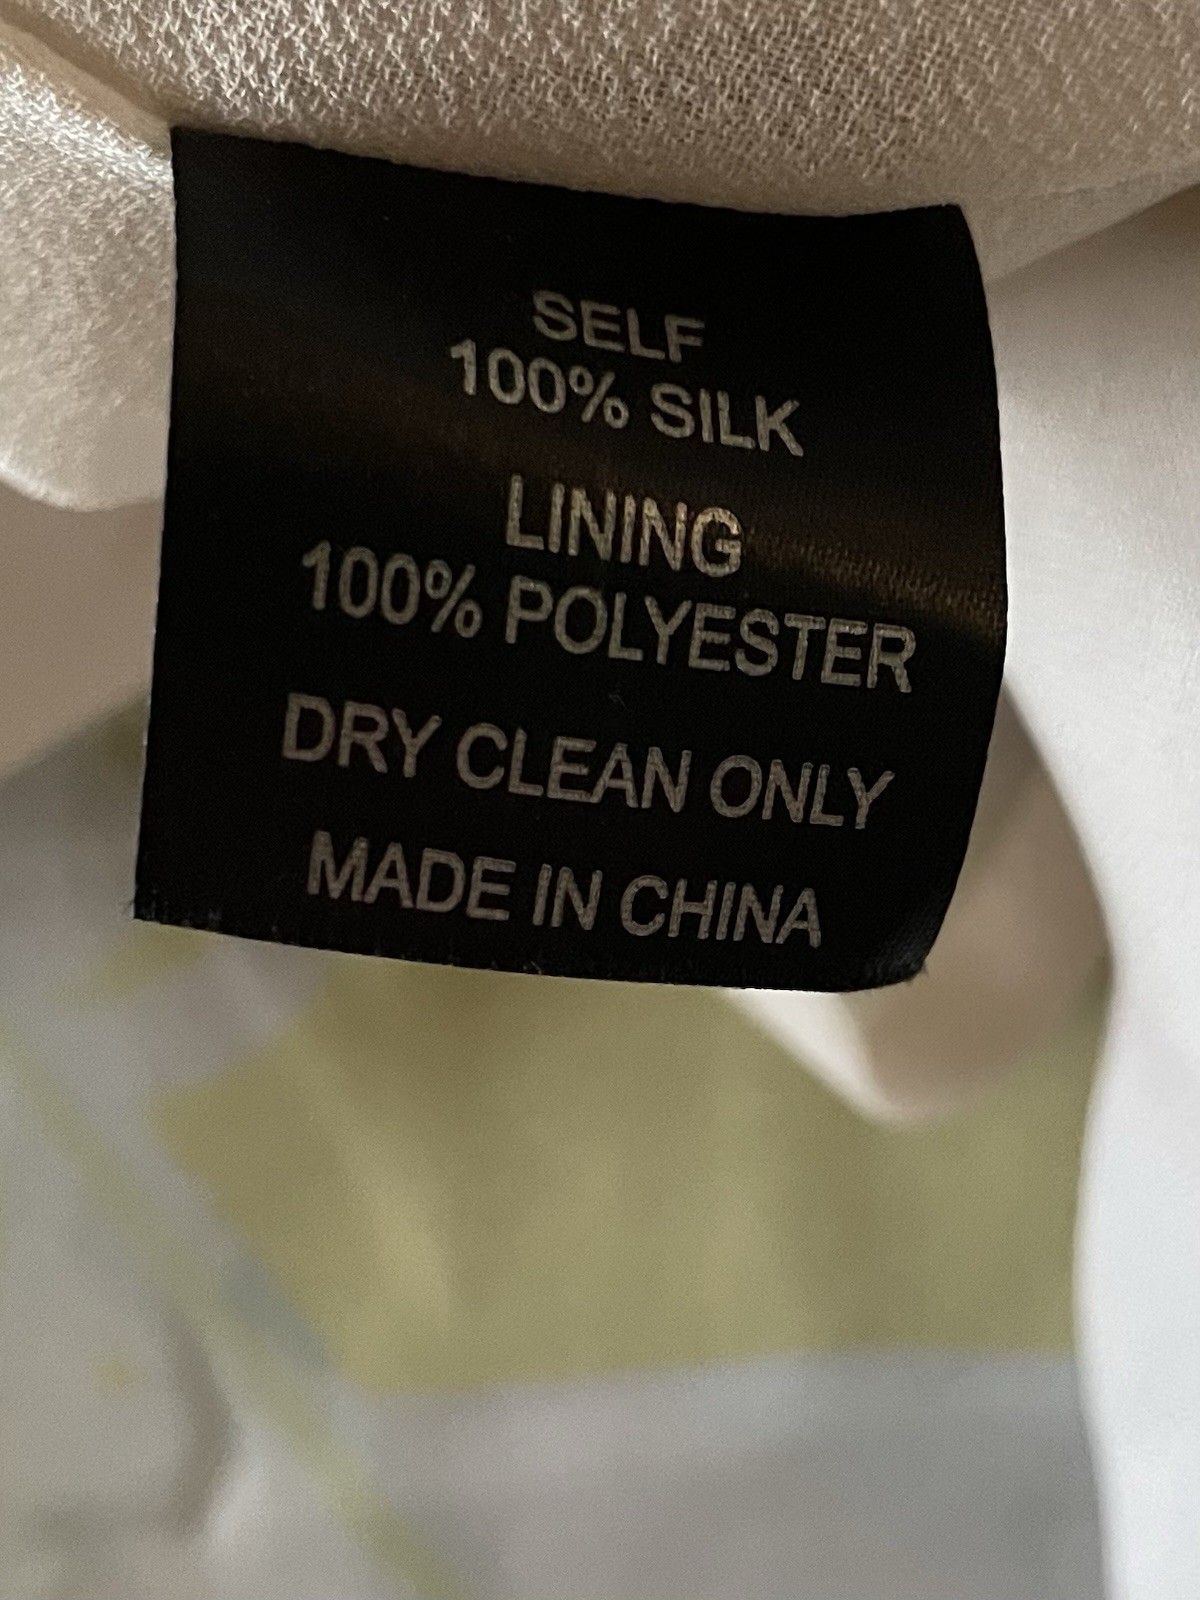 SELF
100% SILK
LINING
100% POLYESTER
DRY CLEAN ONLY
MADE IN CHINA